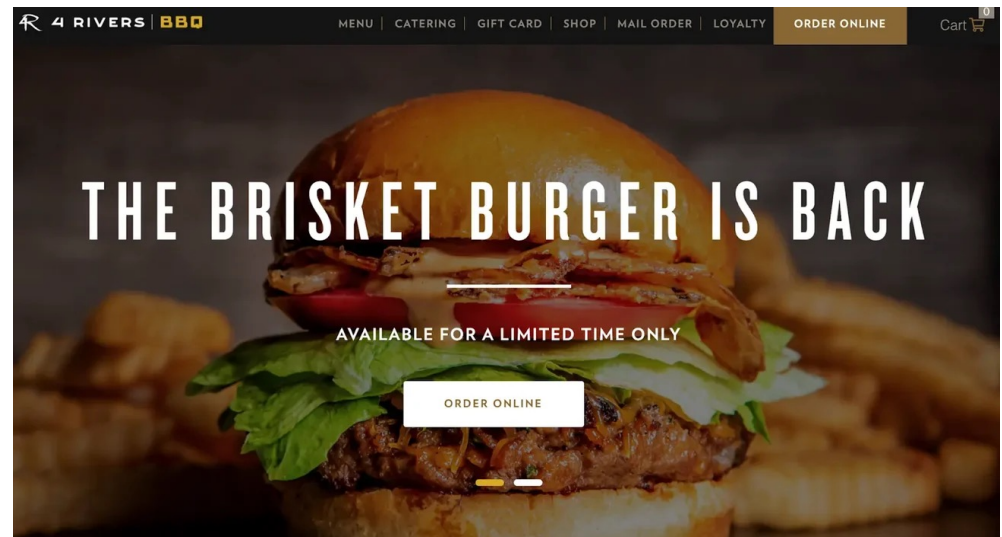 4R 4 RIVERS | BBQ
MENU | CATERING | GIFT CARD | SHOP | MAIL ORDER | LOYALTY ORDER ONLINE Cart 0
THE BRISKET BURGER IS BACK
AVAILABLE FOR A LIMITED TIME ONLY
ORDER ONLINE